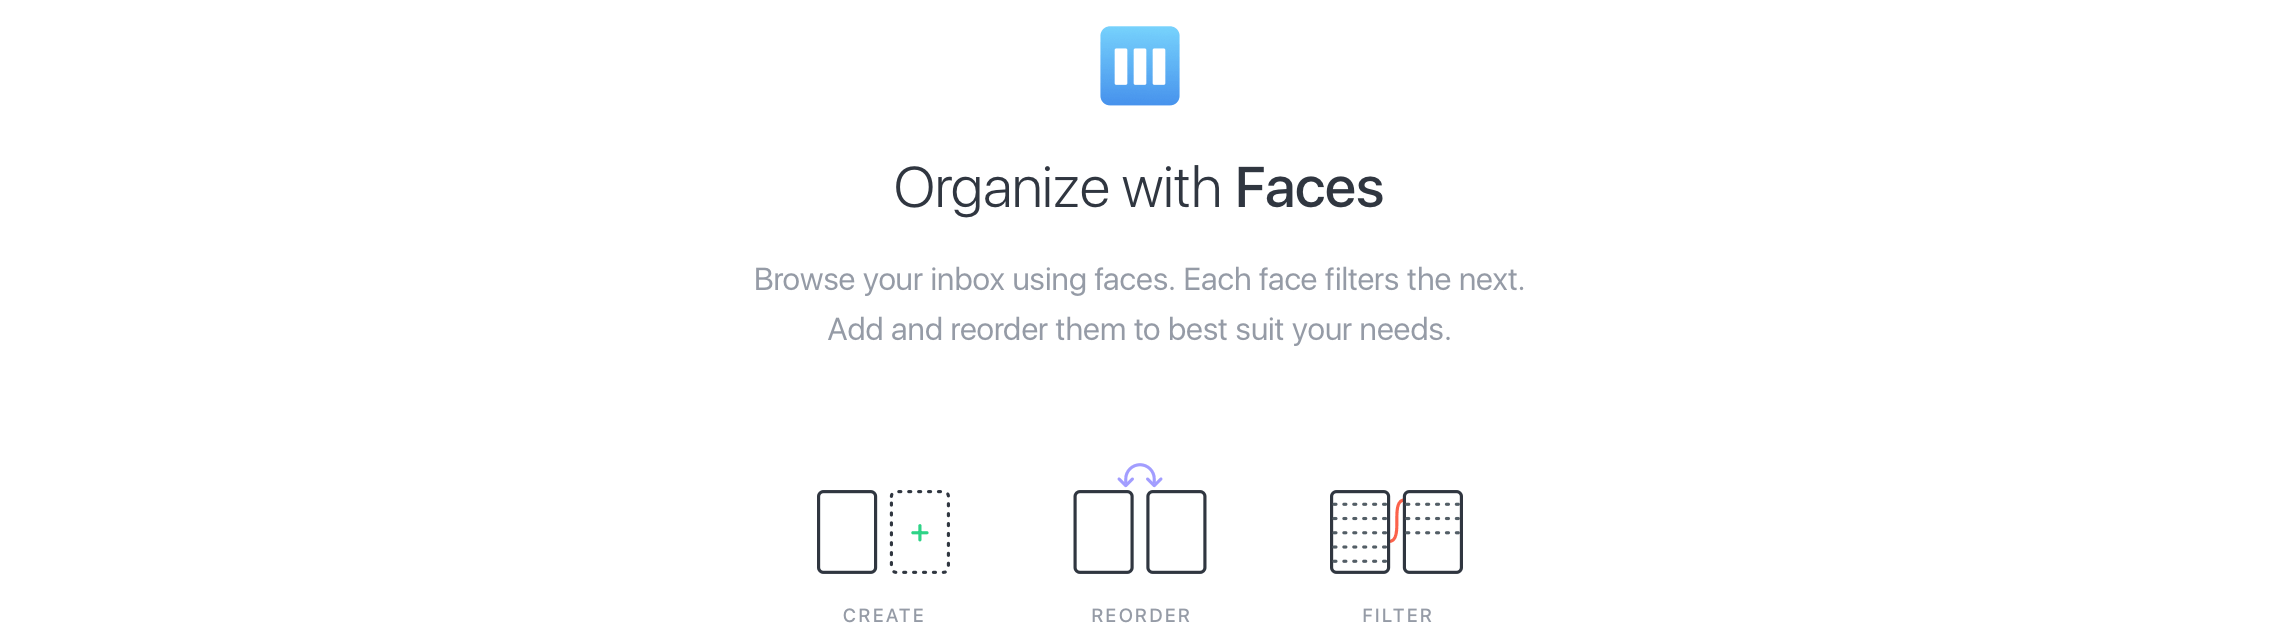 Organize with Faces
Browse your inbox using faces. Each face filters the next.
Add and reorder them to best suit your needs.
CREATE
REORDER
FILTER